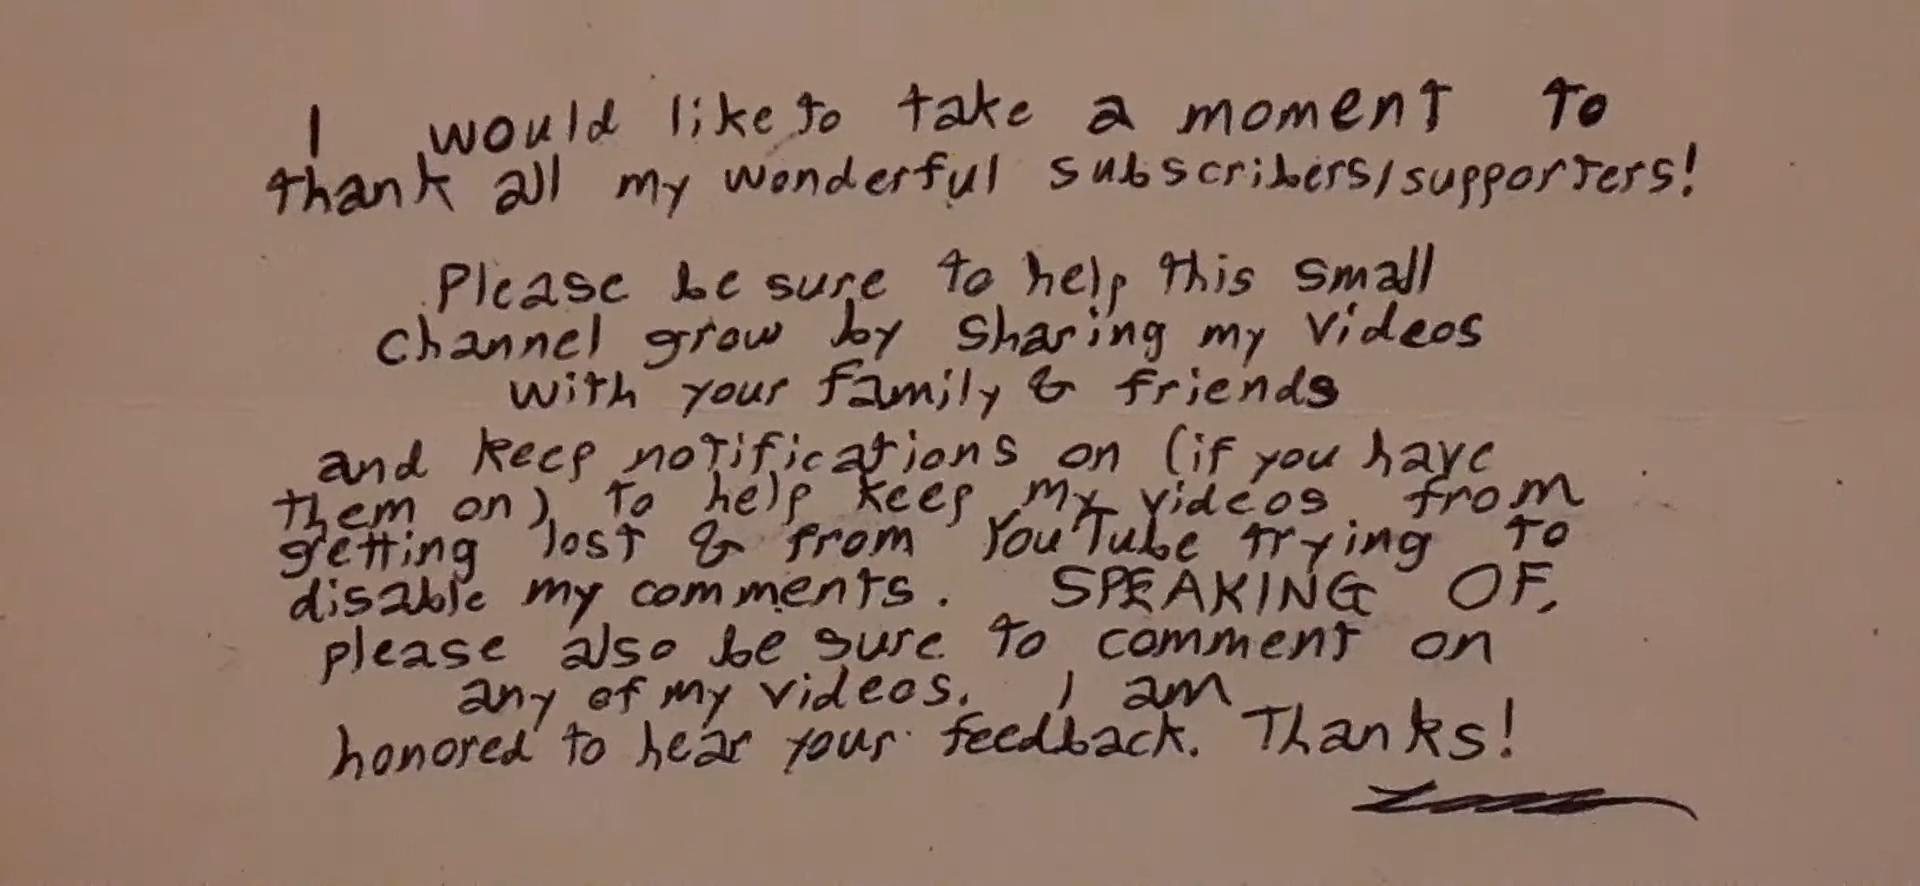 I would like to take a moment to
thank all my wonderful subscribers/supporters!
Please be sure to help this small
channel grow by sharing my videos
with your family & friends
and keep notifications on (if you have
them on) to help keep my videos from
getting lost & from YouTube trying to
disable my comments. SPEAKING OF,
please also be sure to comment on
any of my videos. I am
honored to hear your feedback. Thanks!